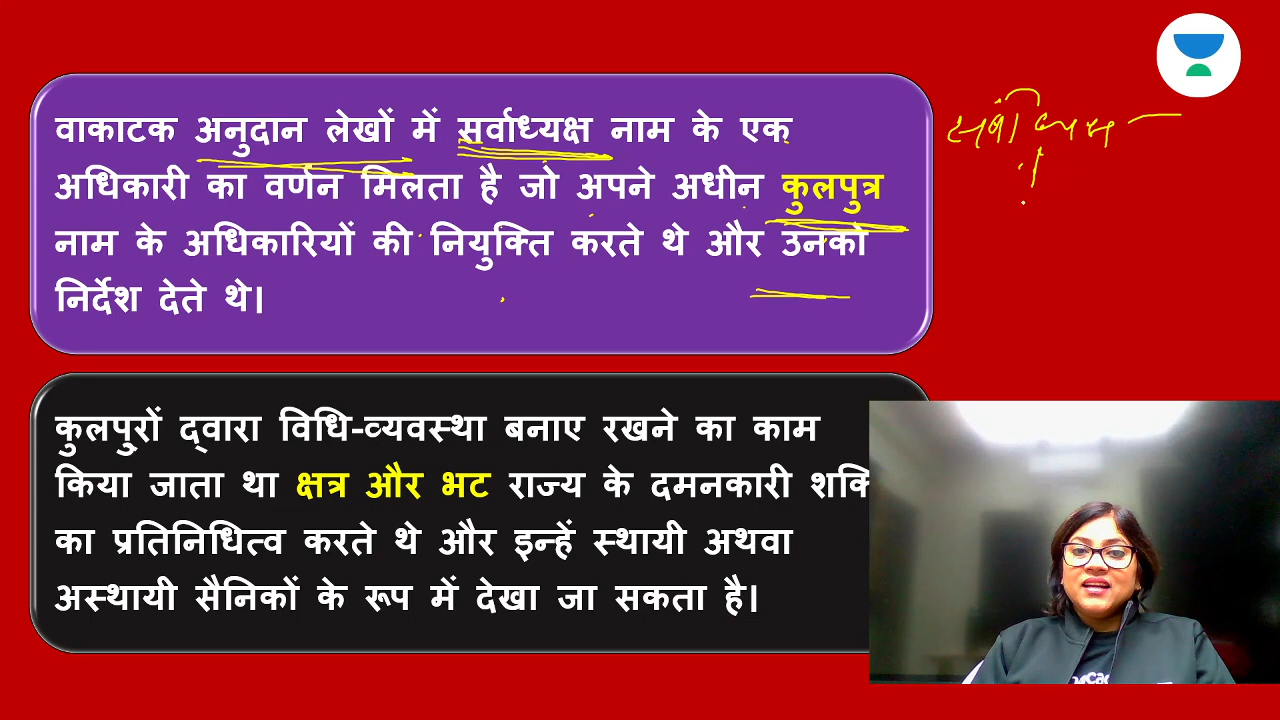 वाकाटक अनुदान लेखों में सर्वाध्यक्ष नाम के एक
अधिकारी का वर्णन मिलता है जो अपने अधीन कुलपुत्र
नाम के अधिकारियों की नियुक्ति करते थे और उनको
निर्देश देते थे।
कुलपुरों द्वारा विधि-व्यवस्था बनाए रखने का काम
किया जाता था क्षत्र और भट राज्य के दमनकारी
का प्रतिनिधित्व करते थे और इन्हें स्थायी अथवा
अस्थायी सैनिकों के रूप में देखा जा सकता है।